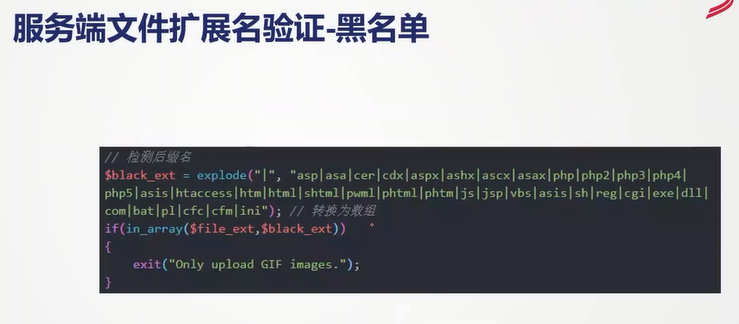 服务端文件扩展名验证-黑名单
// 检测后缀名
$black_ext = explode("|", "asp|asa|cer|cdx|aspx|ashx|ascx|asax|php|php2|php3|php4|
php5|asis|htaccess|htm|html|shtml|pwml|phtml|phtm|js|jsp|vbs|asis|sh|reg|cgi|exe|dll|
com|bat|pl|cfc|cfm|ini"); // 转换为数组
if(in_array($file_ext,$black_ext))
{
    exit("Only upload GIF images.");
}